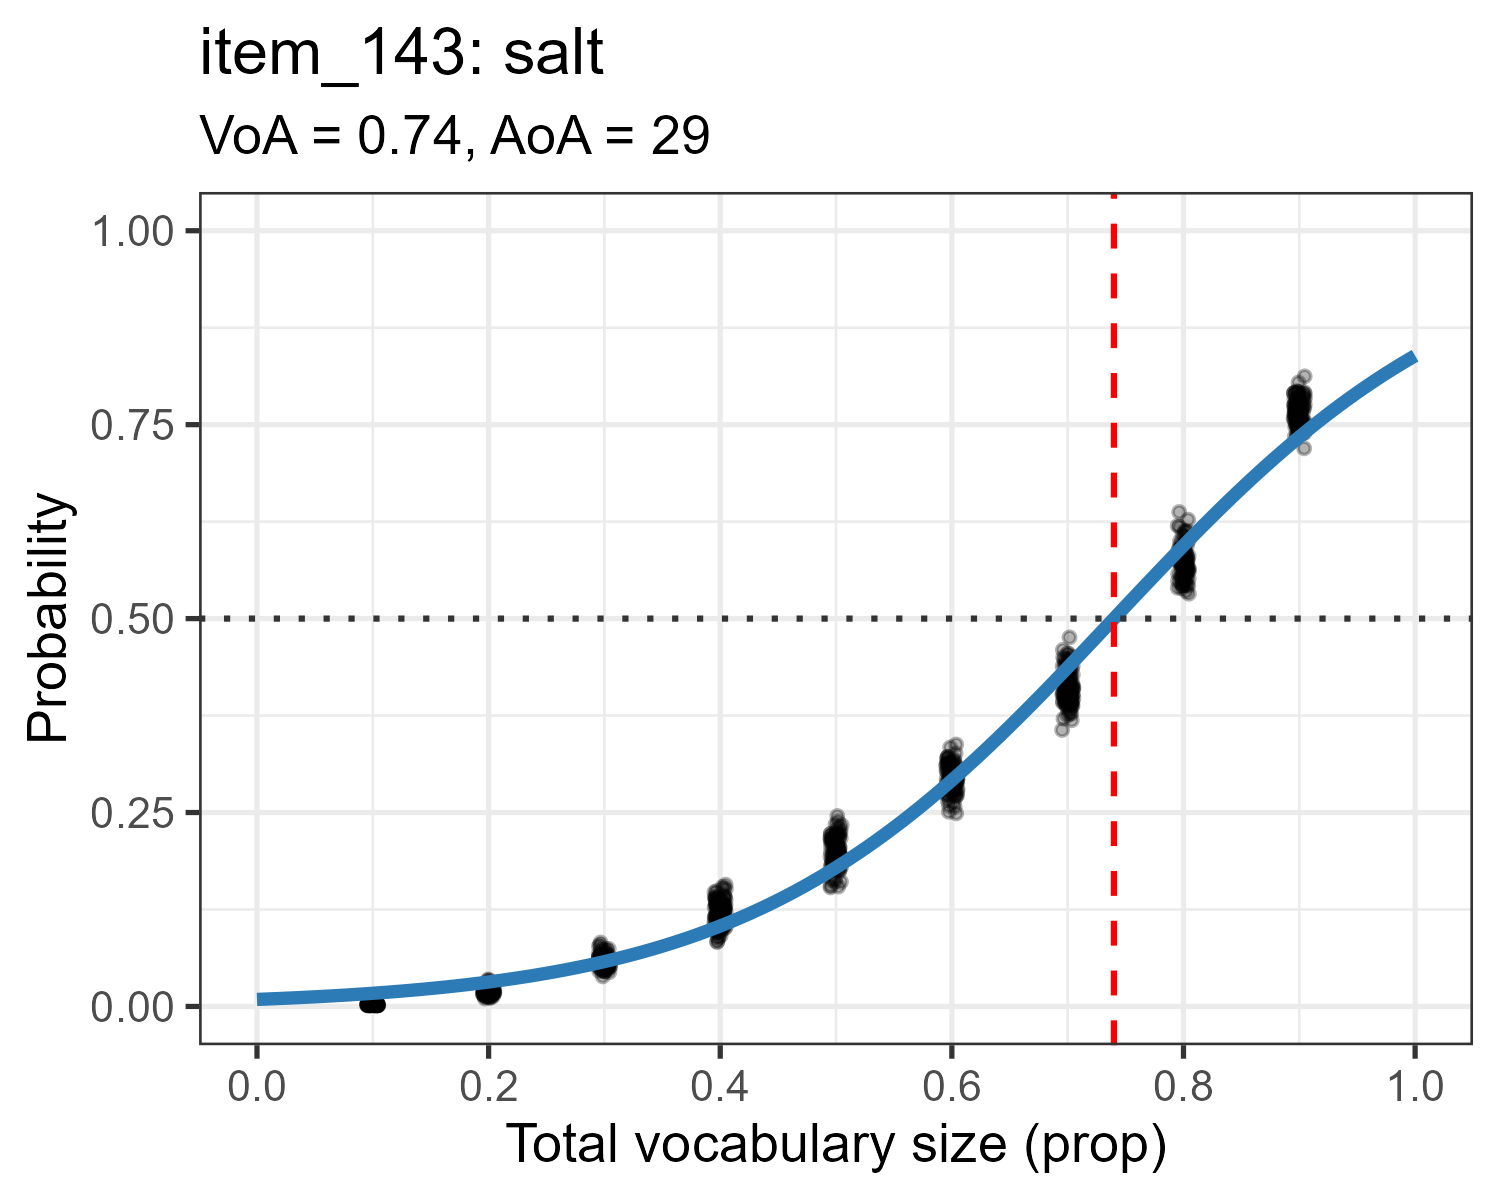 item_143: salt
VoA = 0.74, AoA = 29
1.00
0.75
0.50
0.25
0.00
Probability
0.0 0.2 0.4 0.6 0.8 1.0
Total vocabulary size (prop)